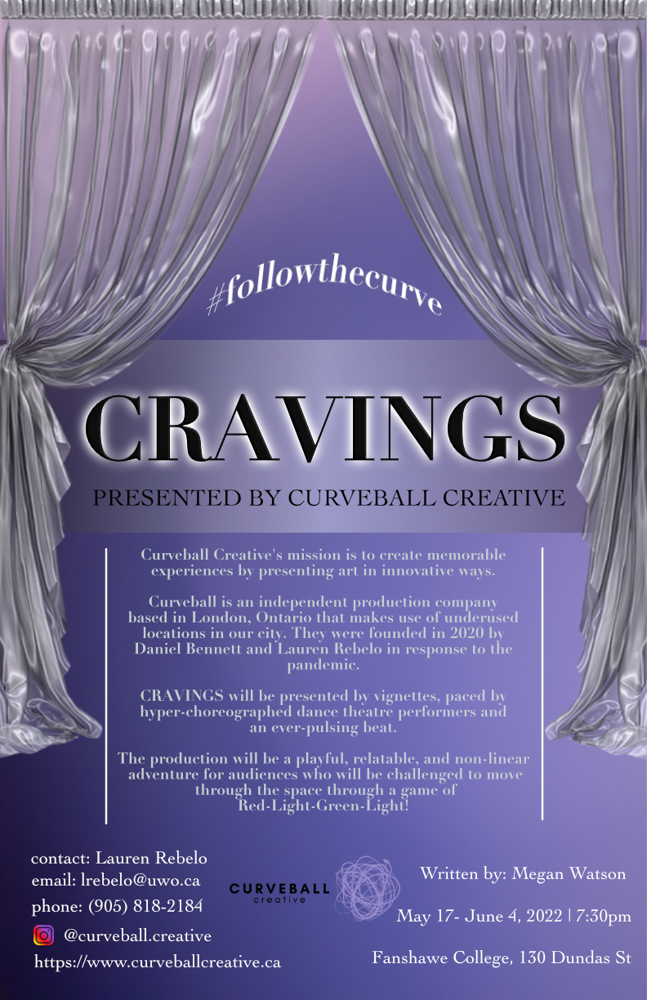 #followthecurve
CRAVINGS
PRESENTED BY CURVEBALL CREATIVE
Curveball Creative's mission is to create memorable
experiences by presenting art in innovative ways.
Curveball is an independent production company
based in London, Ontario that makes use of underused
locations in our city. They were founded in 2020 by
Daniel Bennett and Lauren Rebelo in response to the
pandemic.
CRAVINGS will be presented by vignettes, paced by
hyper-choreographed dance theatre performers and
an ever-pulsing beat.
The production will be a playful, relatable, and non-linear
adventure for audiences who will be challenged to move
through the space through a game of
Red-Light-Green-Light!
contact: Lauren Rebelo
email: lrebelo@uwo.ca
phone: (905) 818-2184
@curveball.creative
https://www.curveballcreative.ca
CURVEBALL
creative
Written by: Megan Watson
May 17- June 4, 2022 | 7:30pm
Fanshawe College, 130 Dundas St